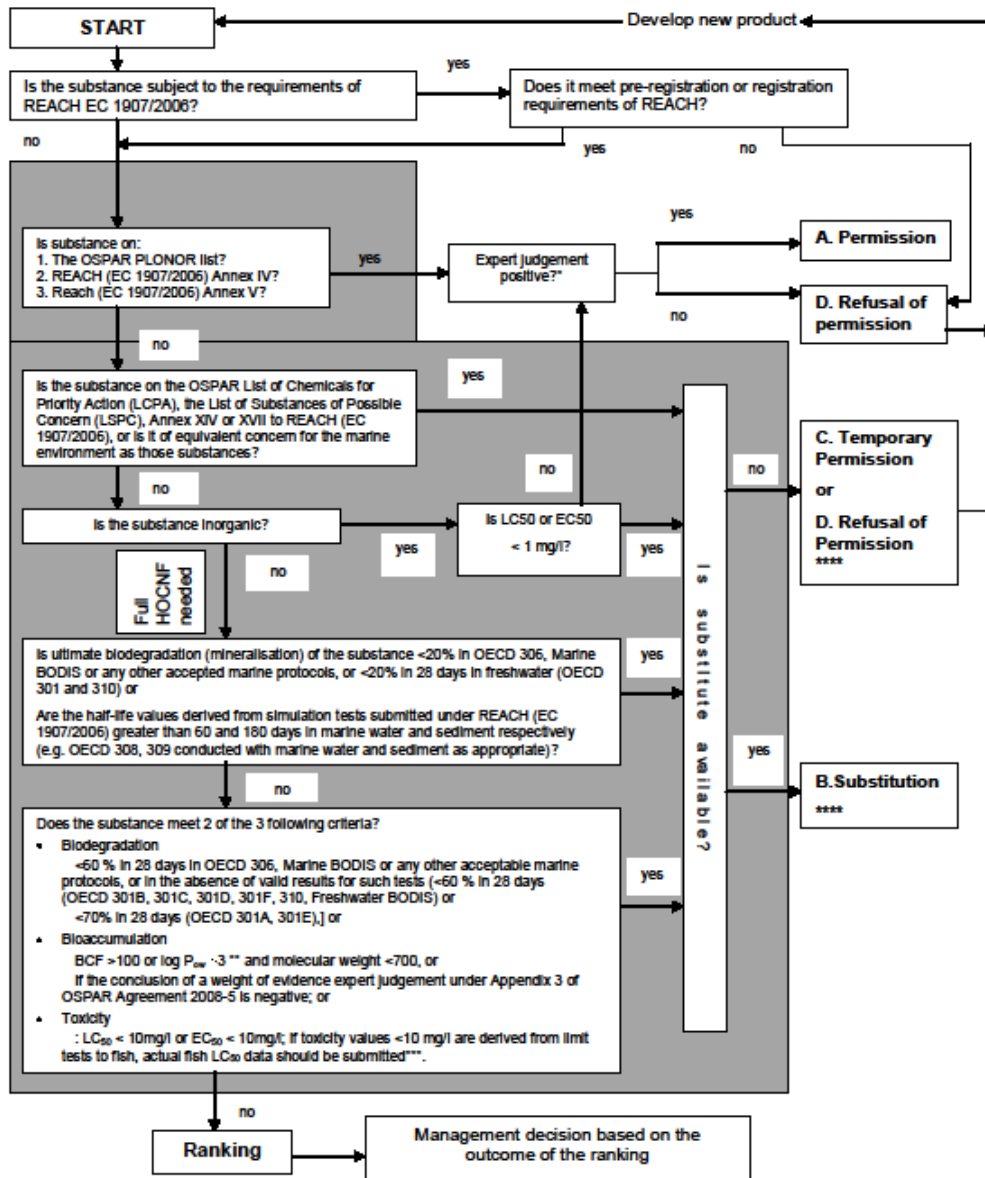 Develop new product
START
yes
Is the substance subject to the requirements of
REACH EC 1907/2006?
Does it meet pre-registration or registration
requirements of REACH?
no
yes
no
Is substance on:
1. The OSPAR PLONOR list?
2. REACH (EC 1907/2006) Annex IV?
3. Reach (EC 1907/2006) Annex V?
yes
Expert judgement
positive?*
yes
no
A. Permission
D. Refusal of
permission
no
Is the substance on the OSPAR List of Chemicals for
Priority Action (LCPA), the List of Substances of Possible
Concern (LSPC), Annex XIV or XVII to REACH (EC
1907/2006), or is it of equivalent concern for the marine
environment as those substances?
yes
no
no
C. Temporary
Permission
or
D. Refusal of
Permission
****
no
Is the substance inorganic?
yes
Is LC50 or EC50
< 1 mg/l?
yes
Full
HOCNF
needed
no
Is substitute available?
Is ultimate biodegradation (mineralisation) of the substance <20% in OECD 306, Marine
BODIS or any other accepted marine protocols, or <20% in 28 days in freshwater (OECD
301 and 310) or
Are the half-life values derived from simulation tests submitted under REACH (EC
1907/2006) greater than 60 and 180 days in marine water and sediment respectively
(e.g. OECD 308, 309 conducted with marine water and sediment as appropriate)?
yes
yes
B.Substitution
****
no
Does the substance meet 2 of the 3 following criteria?
• Biodegradation
<60 % in 28 days in OECD 306, Marine BODIS or any other acceptable marine
protocols, or in the absence of valid results for such tests (<60 % in 28 days
(OECD 301B, 301C, 301D, 301F, 310, Freshwater BODIS) or
<70% in 28 days (OECD 301A, 301E),] or
• Bioaccumulation
BCF >100 or log Pow 3 ** and molecular weight <700, or
If the conclusion of a weight of evidence expert judgement under Appendix 3 of
OSPAR Agreement 2008-5 is negative; or
• Toxicity
: LC50 < 10mg/l or EC50 < 10mg/l; if toxicity values <10 mg/l are derived from limit
tests to fish, actual fish LC50 data should be submitted***.
yes
no
Ranking
Management decision based on the
outcome of the ranking